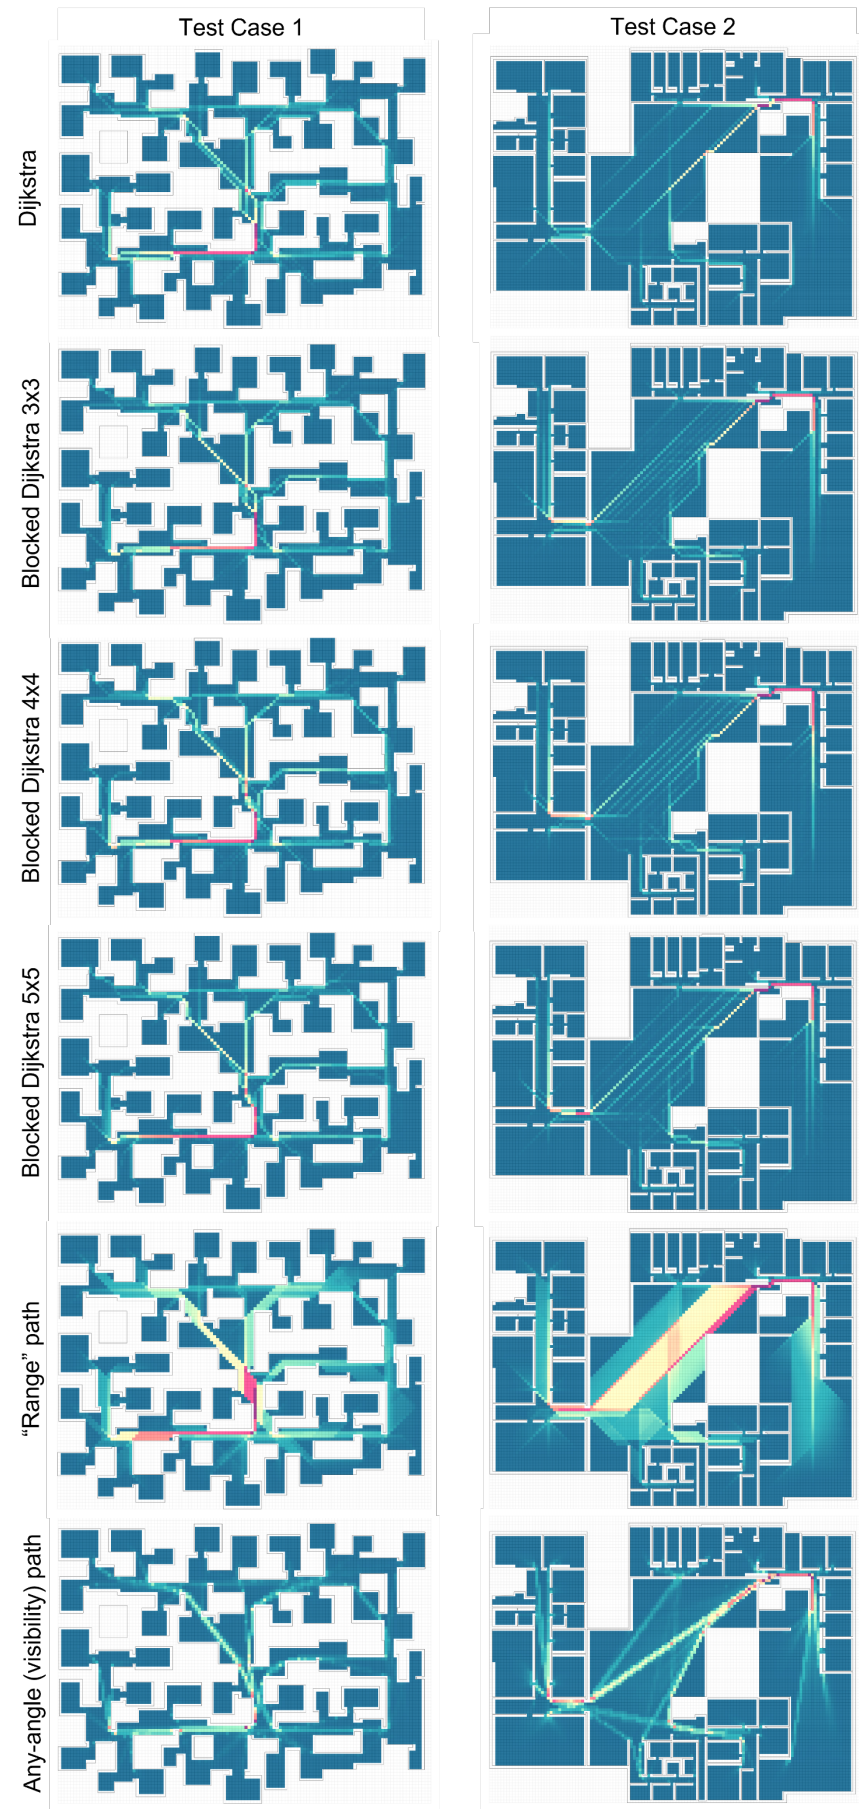 Test Case 1
Test Case 2
Dijkstra
Blocked Dijkstra 3x3
Blocked Dijkstra 4x4
Blocked Dijkstra 5x5
“Range” path
Any-angle (visibility) path